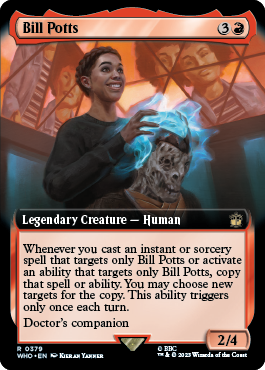 Bill Potts 3
Legendary Creature — Human
Whenever you cast an instant or sorcery
spell that targets only Bill Potts or activate
an ability that targets only Bill Potts, copy
that spell or ability. You may choose new
targets for the copy. This ability triggers
only once each turn.
Doctor's companion
2/4
R 0379
WHO • EN KIERAN YANNER
© BBC
™ & © 2023 Wizards of the Coast